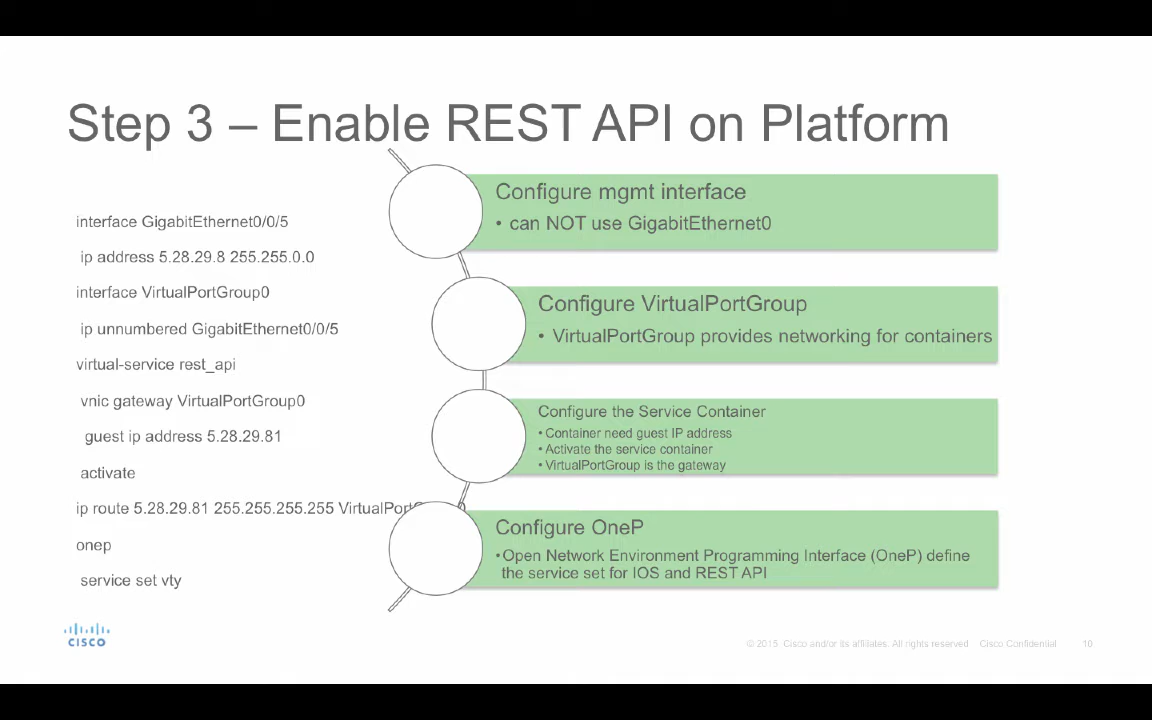 Step 3 – Enable REST API on Platform
interface GigabitEthernet0/0/5
ip address 5.28.29.8 255.255.0.0
interface VirtualPortGroup0
ip unnumbered GigabitEthernet0/0/5
virtual-service rest_api
vnic gateway VirtualPortGroup0
guest ip address 5.28.29.81
activate
ip route 5.28.29.81 255.255.255.255
onep
service set vty
Configure mgmt interface
• can NOT use GigabitEthernet0
Configure VirtualPortGroup
• VirtualPortGroup provides networking for containers
Configure the Service Container
• Container need guest IP address
• Activate the service container
• VirtualPortGroup is the gateway
Configure OneP
• Open Network Environment Programming Interface (OneP) define
the service set for IOS and REST API
CISCO
© 2015 Cisco and/or its affiliates. All rights reserved Cisco Confidential 10